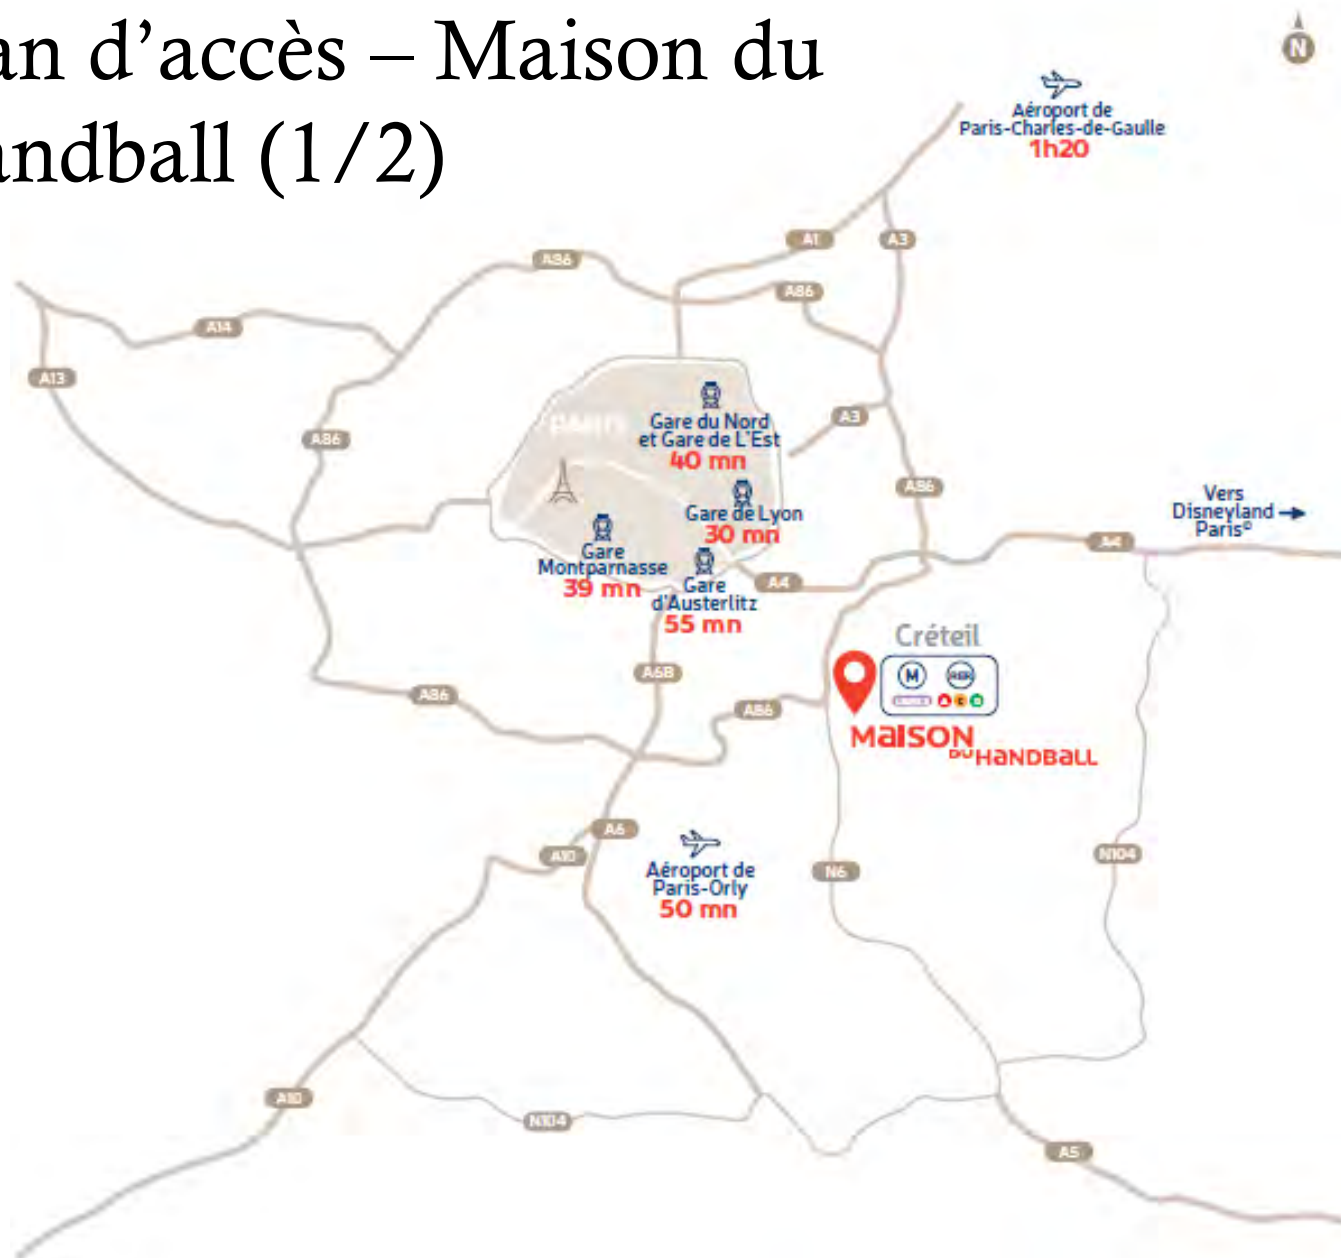 an d’accès – Maison du
andball (1/2)
N
Aéroport de
Paris-Charles-de-Gaulle
1h20
A1
A3
A86
A86
A14
A13
A86
PARIS
Gare du Nord
et Gare de L'Est
40 mn
A3
A86
Gare de Lyon
30 mn
Vers
Disneyland
Paris©
Gare
Montparnasse
39 mn
A4
A4
Gare
d'Austerlitz
55 mn
Créteil
M
RER
A C D
A6B
A86
A86
MaISON
DU HaNDBaLL
A6
A10
Aéroport de
Paris-Orly
50 mn
N6
N104
A10
N104
A5